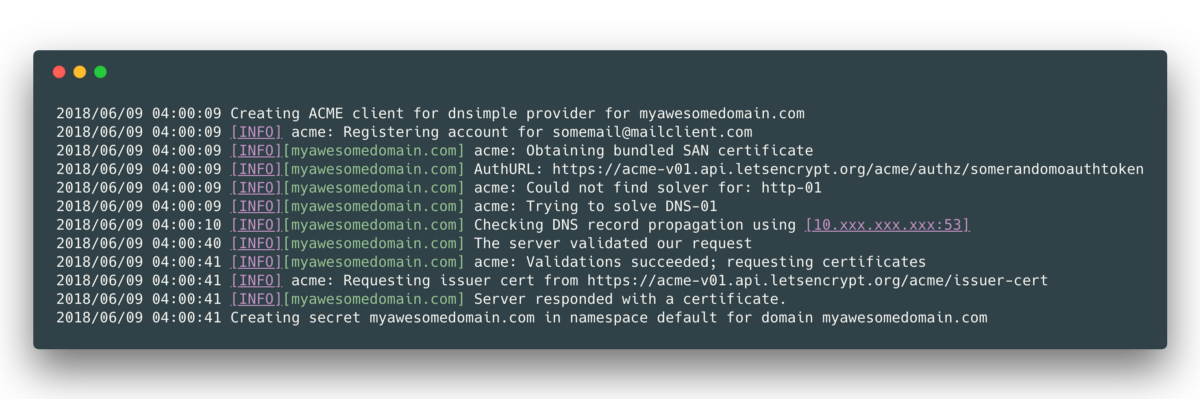 2018/06/09 04:00:09 Creating ACME client for dnsimple provider for myawesomedomain.com
2018/06/09 04:00:09 [INFO] acme: Registering account for somemail@mailclient.com
2018/06/09 04:00:09 [INFO][myawesomedomain.com] acme: Obtaining bundled SAN certificate
2018/06/09 04:00:09 [INFO][myawesomedomain.com] AuthURL: https://acme-v01.api.letsencrypt.org/acme/authz/somerandomoauthtoken
2018/06/09 04:00:09 [INFO][myawesomedomain.com] acme: Could not find solver for: http-01
2018/06/09 04:00:09 [INFO][myawesomedomain.com] acme: Trying to solve DNS-01
2018/06/09 04:00:10 [INFO][myawesomedomain.com] Checking DNS record propagation using [10.xxx.xxx.xxx:53]
2018/06/09 04:00:40 [INFO][myawesomedomain.com] The server validated our request
2018/06/09 04:00:41 [INFO][myawesomedomain.com] acme: Validations succeeded; requesting certificates
2018/06/09 04:00:41 [INFO] acme: Requesting issuer cert from https://acme-v01.api.letsencrypt.org/acme/issuer-cert
2018/06/09 04:00:41 [INFO][myawesomedomain.com] Server responded with a certificate.
2018/06/09 04:00:41 Creating secret myawesomedomain.com in namespace default for domain myawesomedomain.com